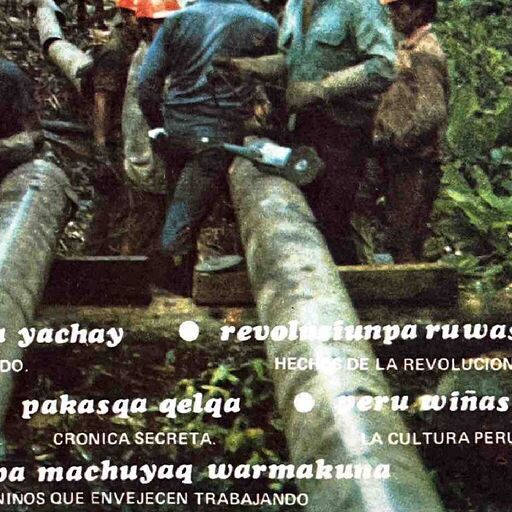 yachay ● revolusiunpa ruwas
DO. HECHOS DE LA REVOLUCION
pakasqa qelqa ● peru wiñas
CRONICA SECRETA. LA CULTURA PERU
pa machuyaq warmakuna
NINOS QUE ENVEJECEN TRABAJANDO